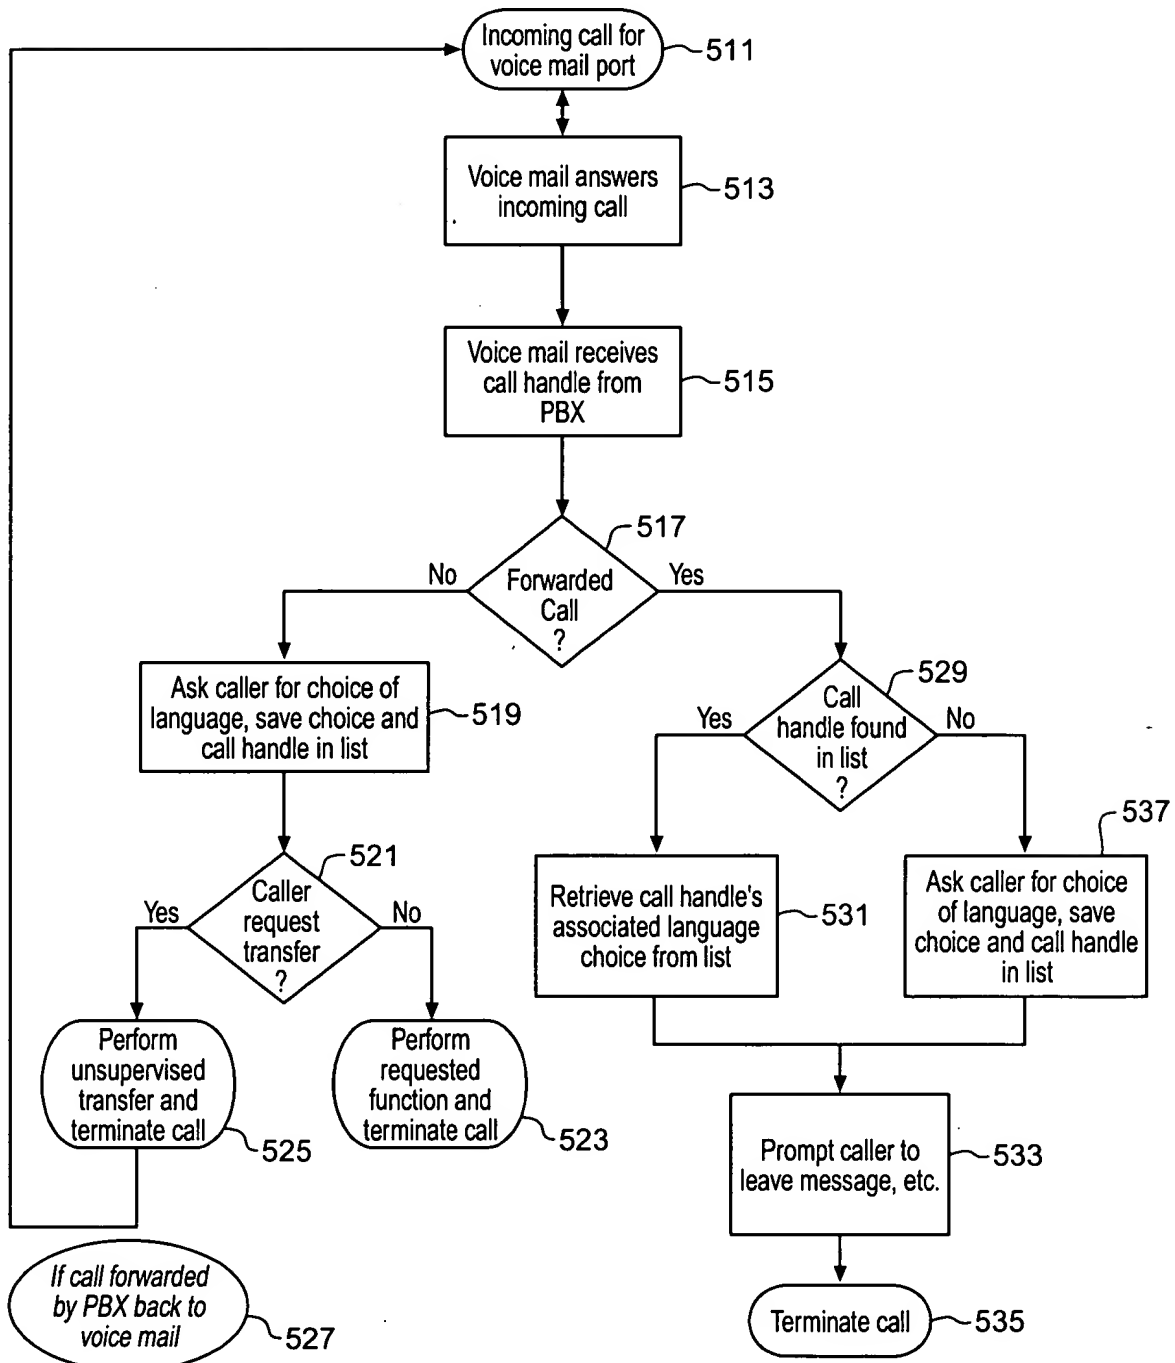 Incoming call for
voice mail port
511
Voice mail answers
incoming call
513
Voice mail receives
call handle from
PBX
515
517
No
Forwarded
Call
?
Yes
Ask caller for choice of
language, save choice and
call handle in list
519
529
Yes
Call
handle found
in list
?
No
521
Yes
Caller
request
transfer
?
No
537
Retrieve call handle's
associated language
choice from list
531
Ask caller for choice
of language, save
choice and call handle
in list
Perform
unsupervised
transfer and
terminate call
525
Perform
requested
function and
terminate call
523
Prompt caller to
leave message, etc.
533
If call forwarded
by PBX back to
voice mail
527
Terminate call
535